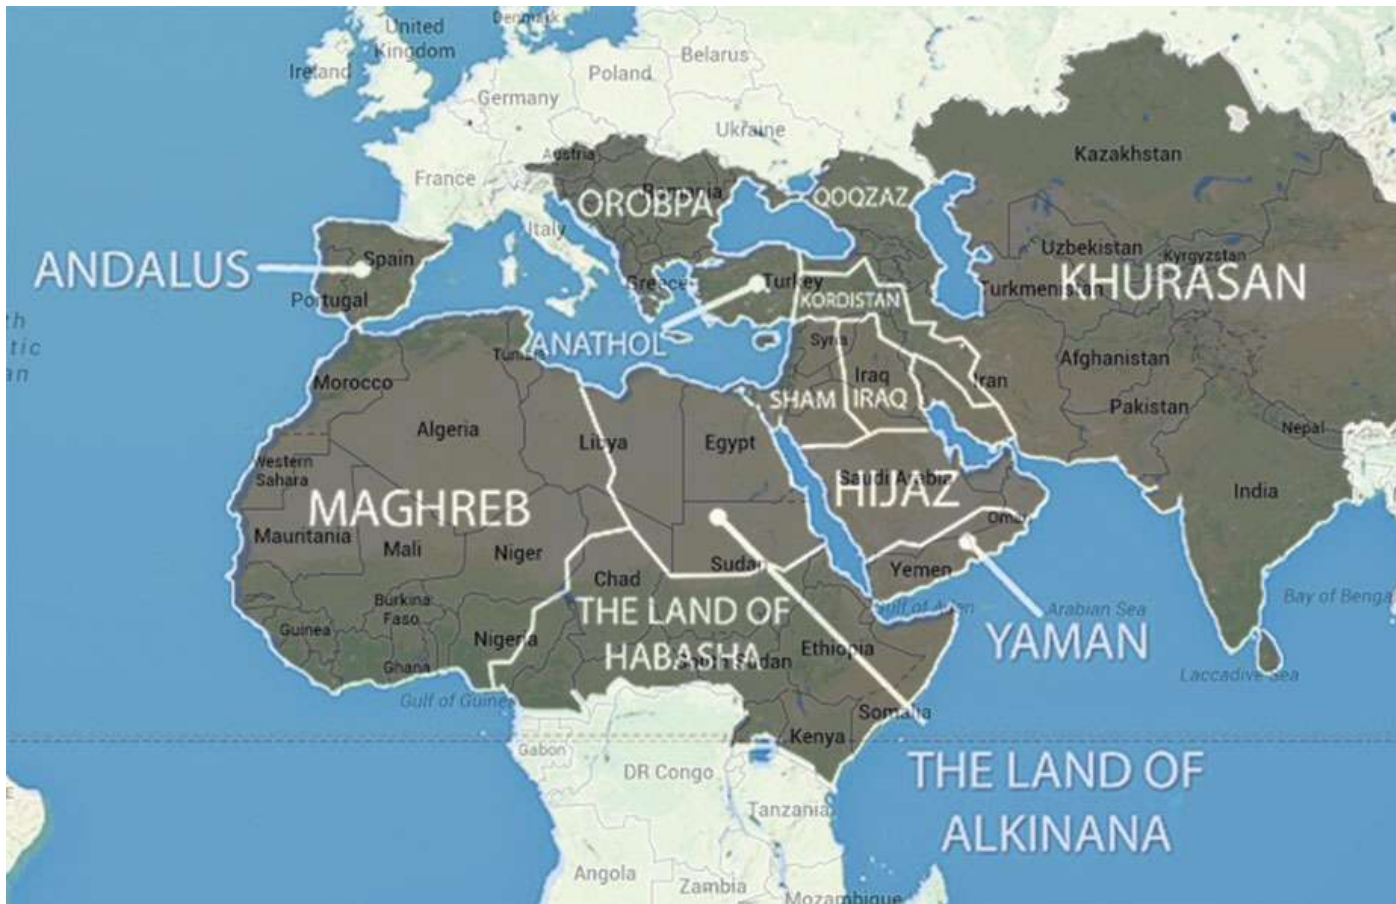 United
Kingdom
Denmark
Ireland
Belarus
Poland
Germany
Ukraine
Kazakhstan
Austria
France
Romania
OROBPA
QOQZAZ
Italy
Uzbekistan
Kyrgyzstan
ANDALUS
Spain
KHURASAN
Turkmenistan
Portugal
Greece
Turkey
KORDISTAN
th
tic
an
ANATHOL
Syria
Afghanistan
Tunisia
Morocco
Iraq
Iran
SHAM
IRAQ
Pakistan
Nepal
Algeria
Libya
Egypt
Western
Sahara
Saudi Arabia
HIJAZ
India
MAGHREB
Oman
Mauritania
Mali
Niger
Sudan
Yemen
Chad
Burkina
Faso
THE LAND OF
HABASHA
Gulf of Aden
Arabian Sea
Bay of Benga
Guinea
Nigeria
YAMAN
Ethiopia
South Sudan
Ghana
Laccadive Sea
Gulf of Guinea
Somalia
Kenya
Gabon
DR Congo
THE LAND OF
ALKINANA
Tanzania
Angola
Zambia
Mozambique